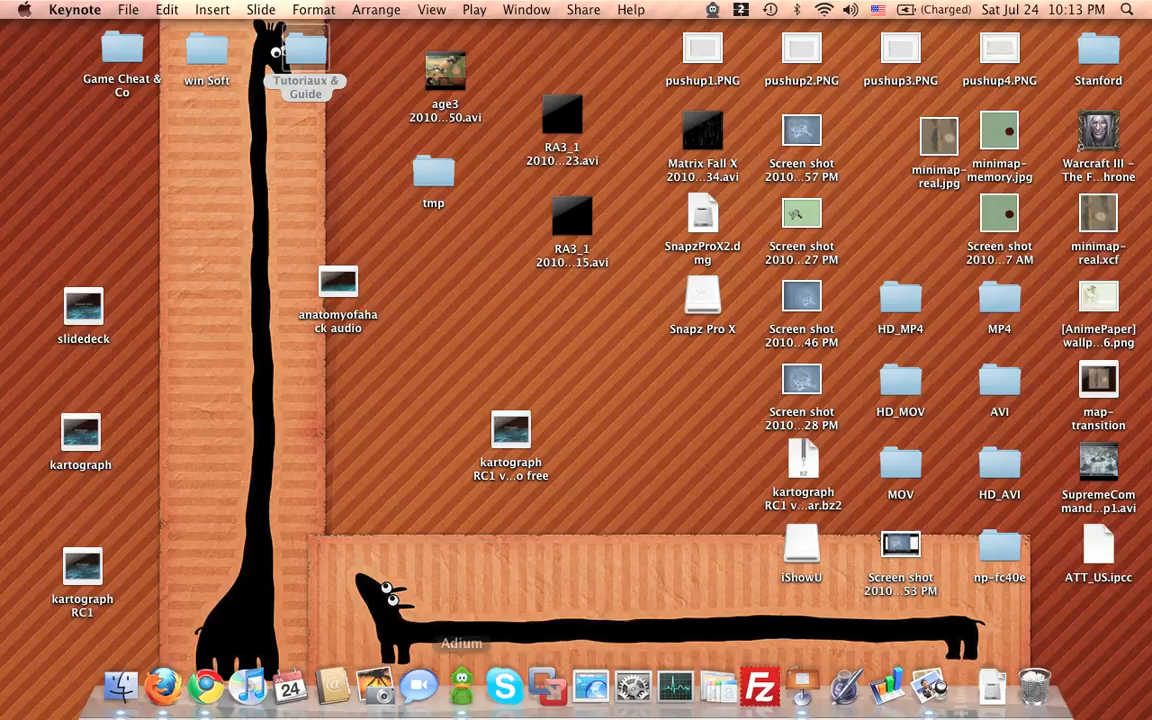 Keynote File Edit Insert Slide Format Arrange View Play Window Share Help
(Charged) Sat Jul 24 10:13 PM
Game Cheat &
Co
win Soft
Tutoriaux &
Guide
age3
2010...50.avi
RA3_1
2010...23.avi
pushup1.PNG
pushup2.PNG
pushup3.PNG
pushup4.PNG
Stanford
tmp
Matrix Fall X
2010...34.avi
Screen shot
2010...57 PM
minimap-
real.jpg
minimap-
memory.jpg
Warcraft III –
The F...hrone
RA3_1
2010...15.avi
SnapzProX2.d
mg
Screen shot
2010...27 PM
Screen shot
2010...7 AM
minimap-
real.xcf
slidedeck
anatomyofaha
ck audio
Snapz Pro X
Screen shot
2010...46 PM
HD_MP4
MP4
[AnimePaper]
wallp...6.png
Screen shot
2010...28 PM
HD_MOV
AVI
map-
transition
kartograph
kartograph
RC1 v...o free
kartograph
RC1 v...ar.bz2
MOV
HD_AVI
SupremeCom
mand...p1.avi
kartograph
RC1
iShowU
Screen shot
2010...53 PM
np-fc40e
ATT_US.ipcc
Adium
24
Fz